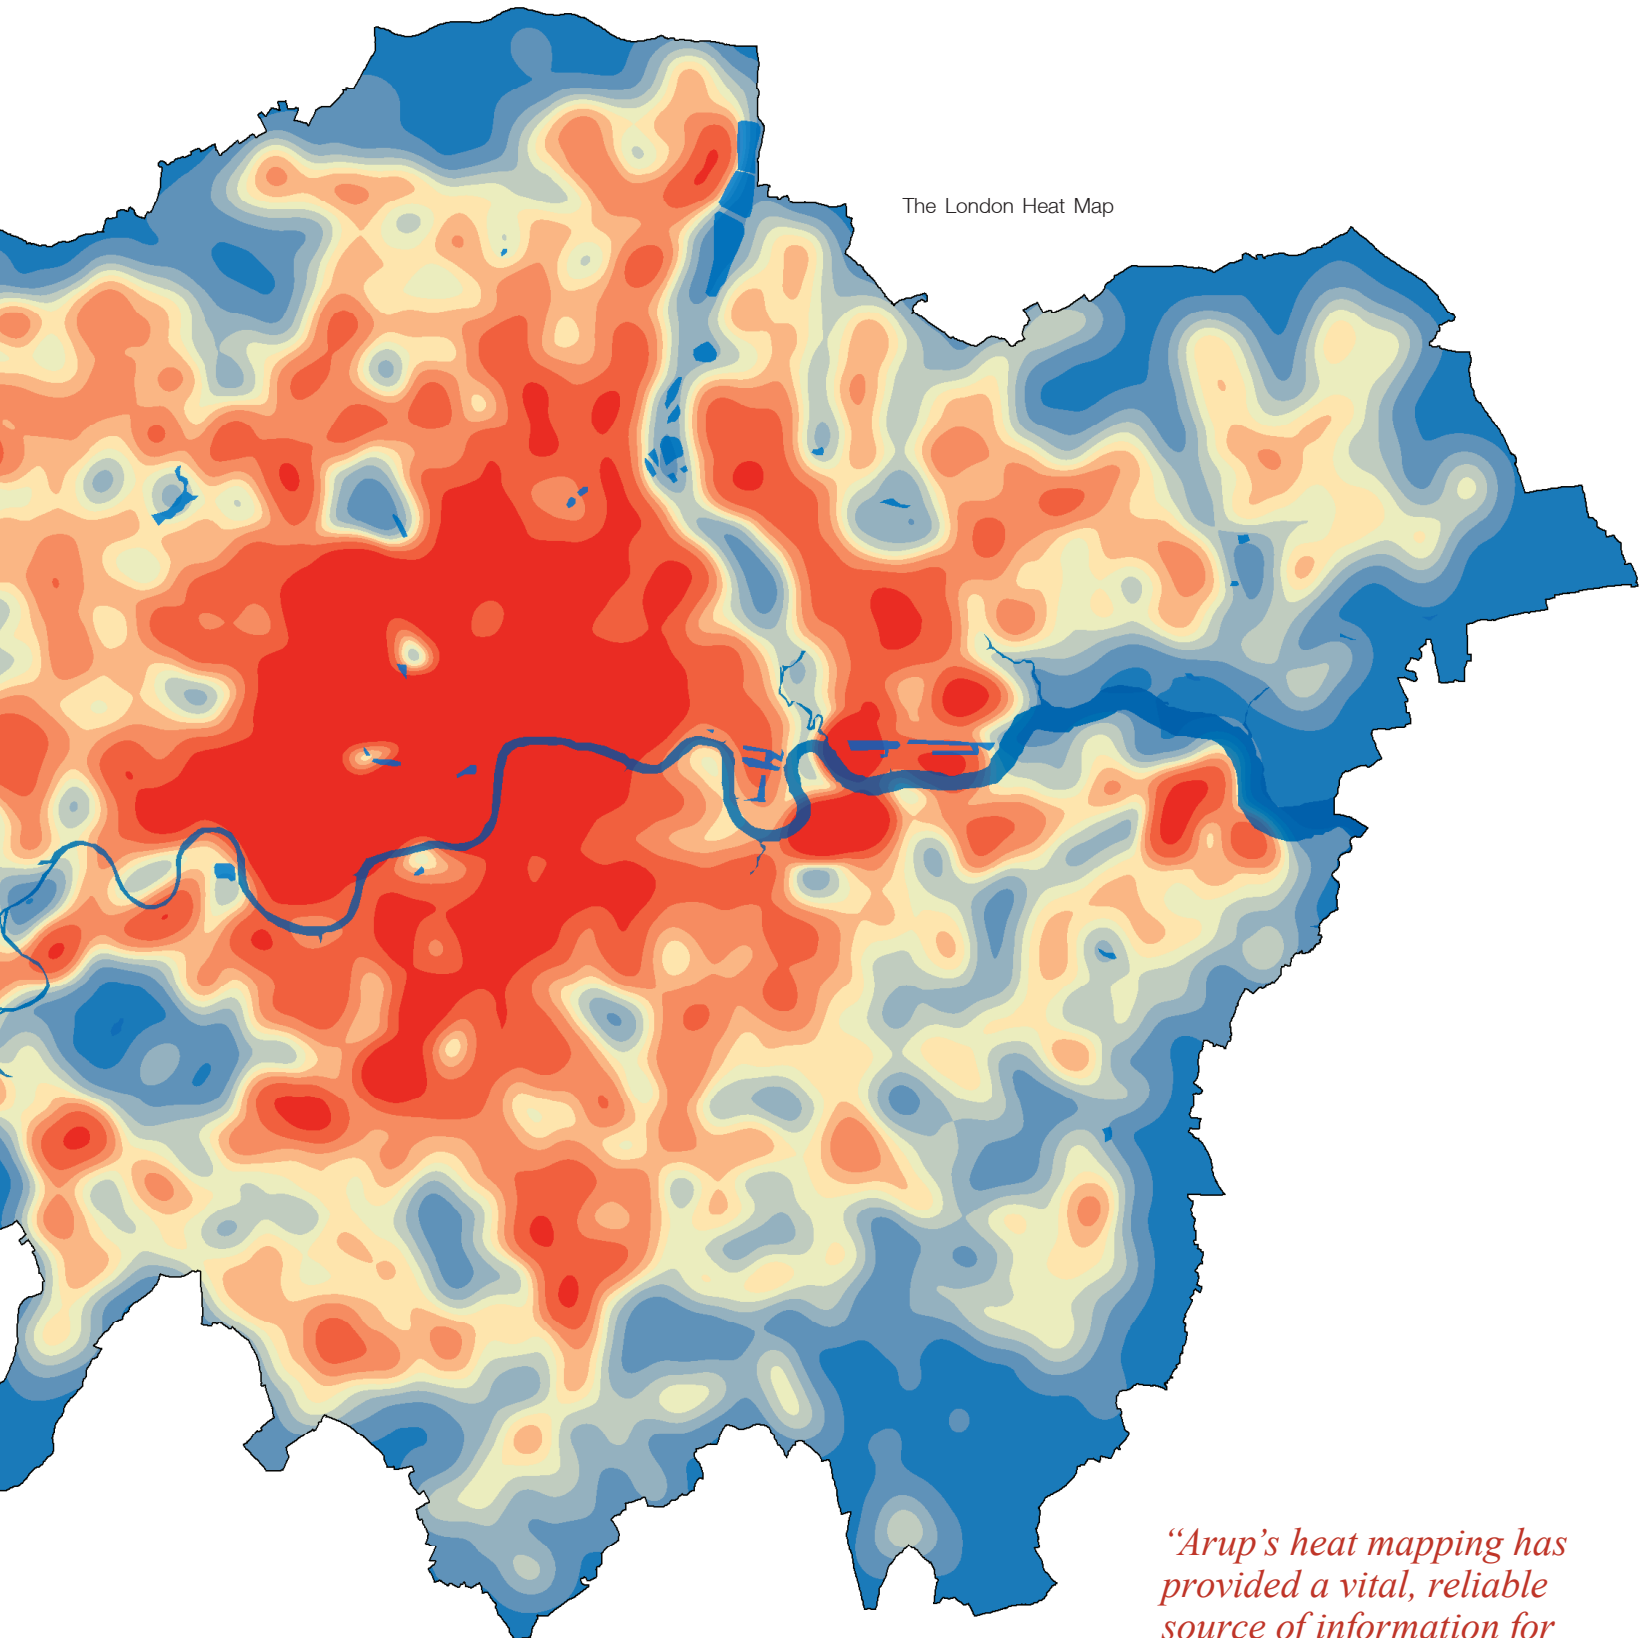 The London Heat Map
“Arup’s heat mapping has
provided a vital, reliable
source of information for